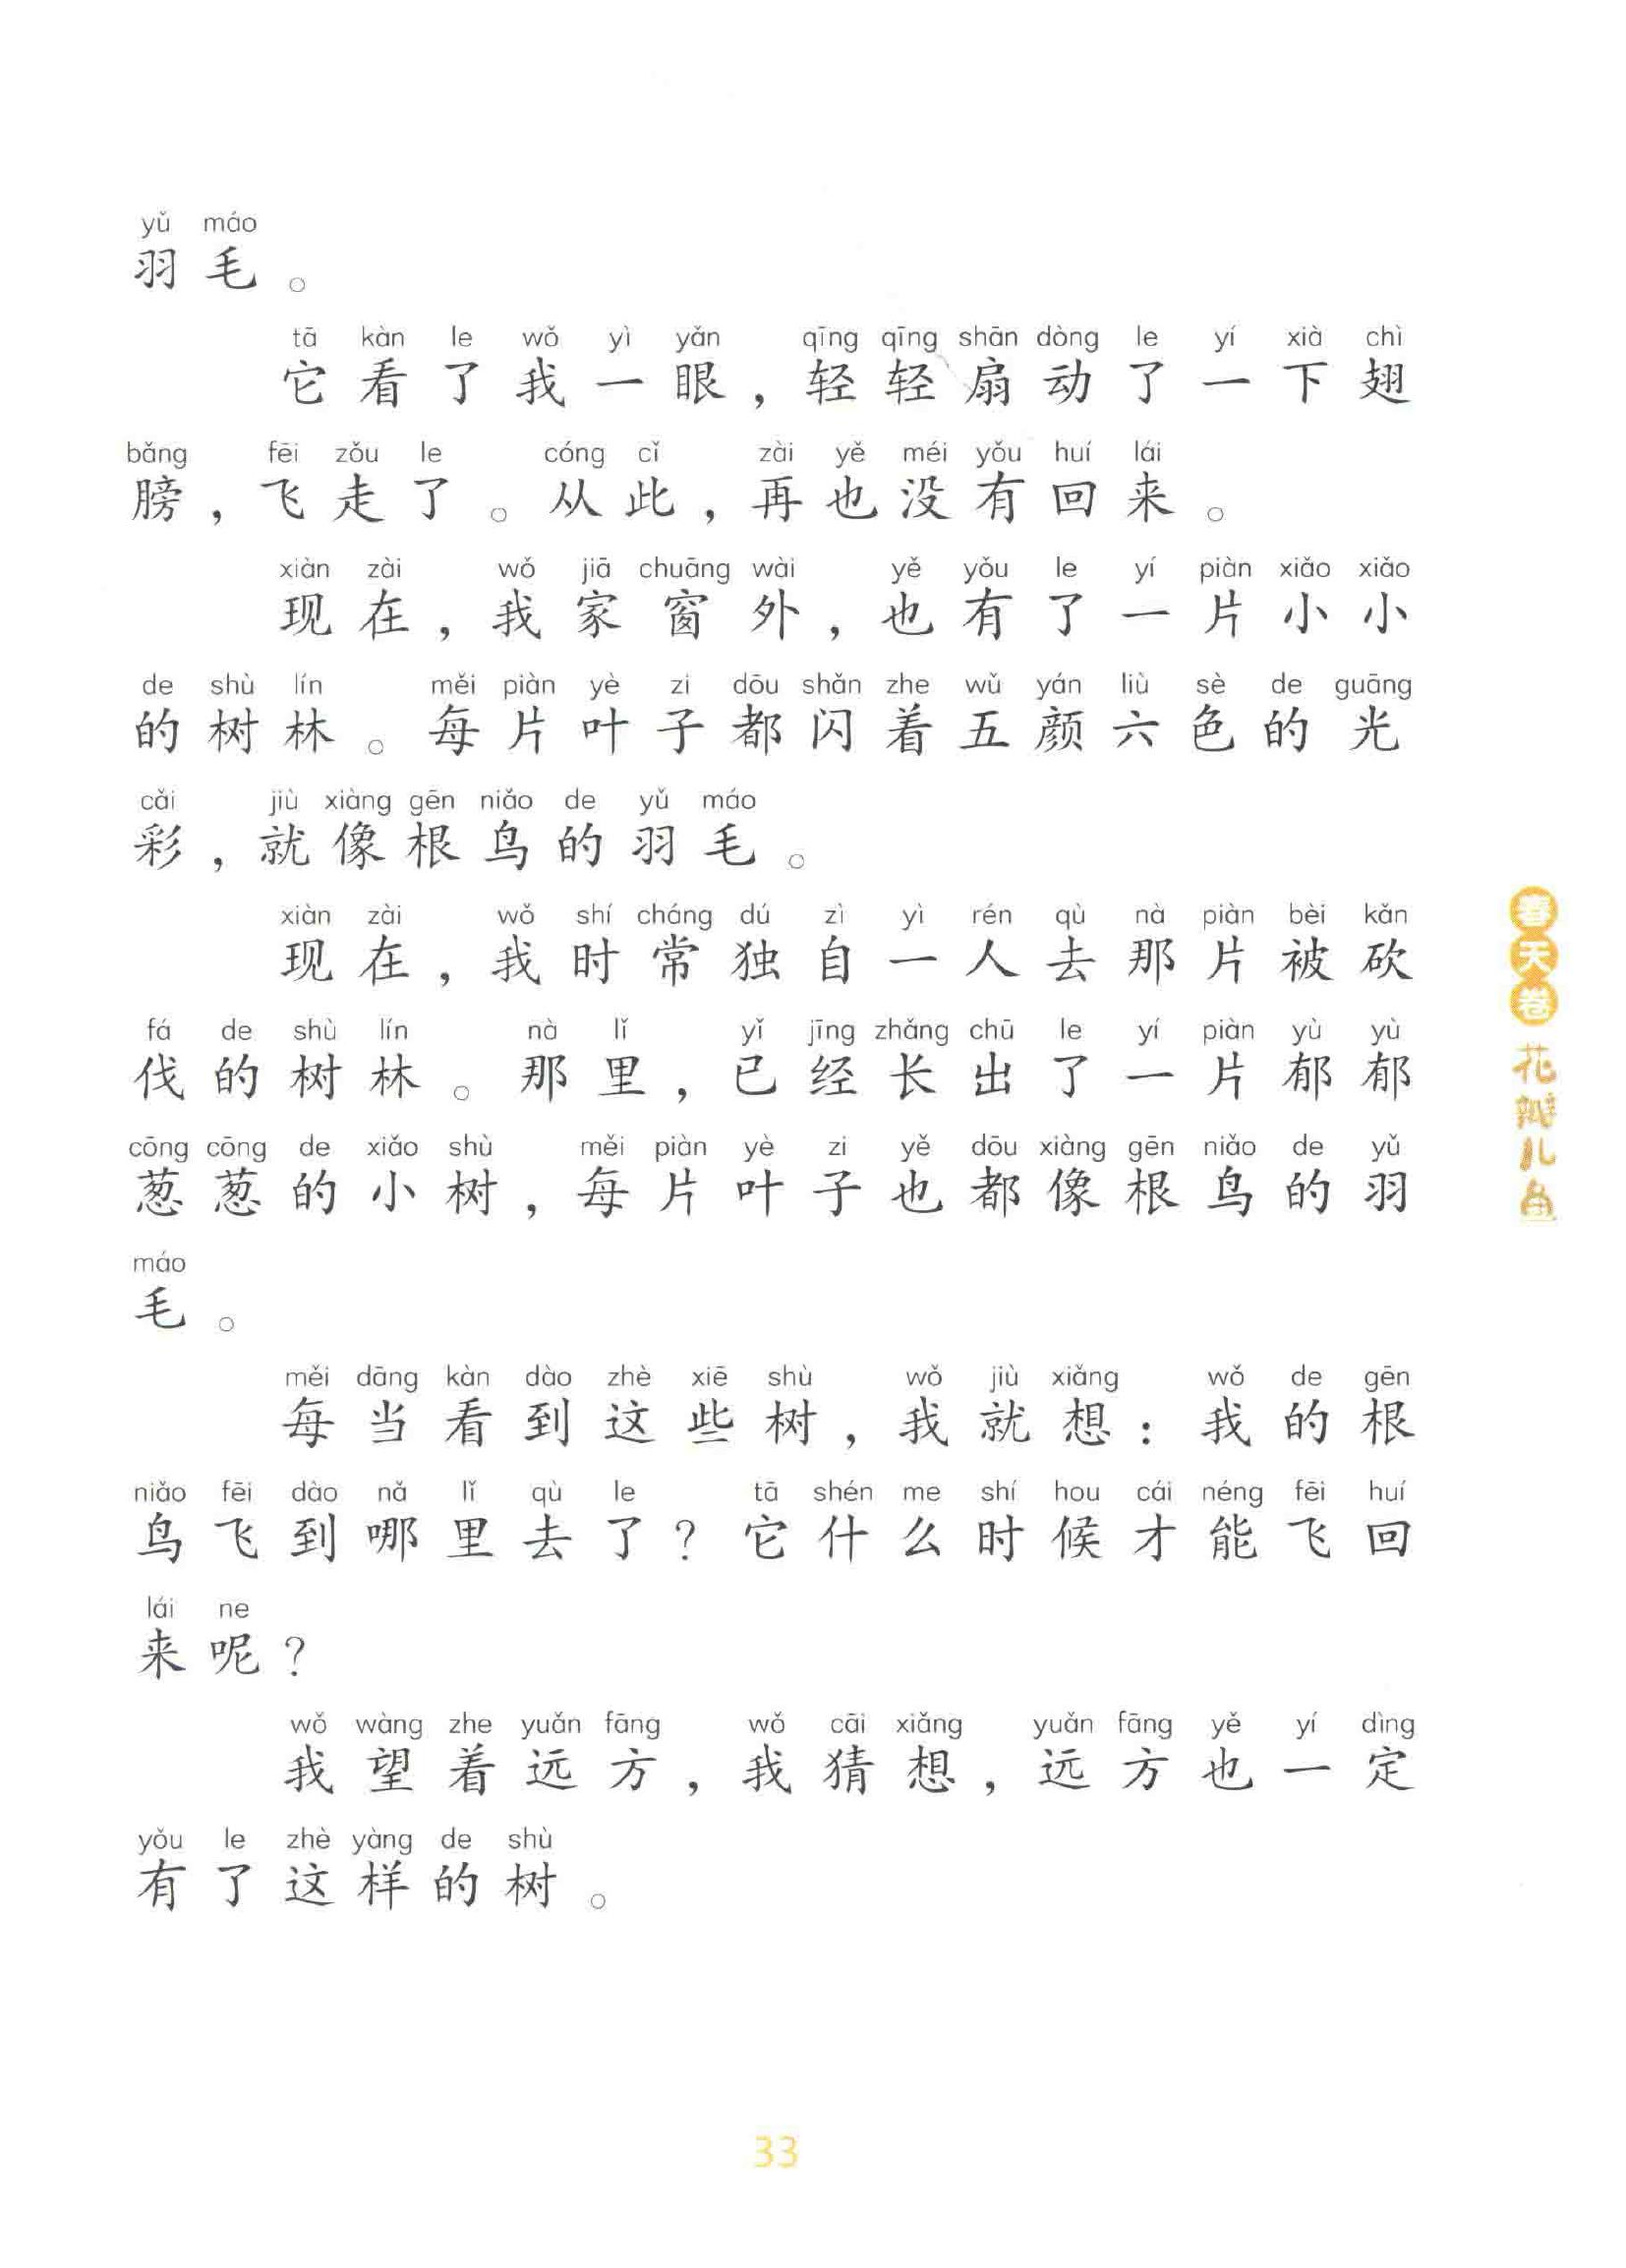 yǔ máo
羽毛。
tā kàn le wǒ yì yǎn qīng qīng shān dòng le yí xià chì
它看了我一眼，轻轻扇动了一下翅
bǎng fēi zǒu le cóng cǐ zài yě méi yǒu huí lái
膀，飞走了。从此，再也没有回来。
xiàn zài wǒ jiā chuāng wài yě yǒu le yí piàn xiǎo xiǎo
现在，我家窗外，也有了一片小小
de shù lín měi piàn yè zi dōu shǎn zhe wǔ yán liù sè de guāng
的树林。每片叶子都闪着五颜六色的光
cǎi jiù xiàng gēn niǎo de yǔ máo
彩，就像根鸟的羽毛。
xiàn zài wǒ shí cháng dú zì yì rén qù nà piàn bèi kǎn
现在，我时常独自一人去那片被砍
fá de shù lín nà lǐ yǐ jīng zhǎng chū le yí piàn yù yù
伐的树林。那里，已经长出了一片郁郁
cōng cōng de xiǎo shù měi piàn yè zi yě dōu xiàng gēn niǎo de yǔ
葱葱的小树，每片叶子也都像根鸟的羽
máo
毛。
měi dāng kàn dào zhè xiē shù wǒ jiù xiǎng wǒ de gēn
每当看到这些树，我就想：我的根
niǎo fēi dào nǎ lǐ qù le tā shén me shí hou cái néng fēi huí
鸟飞到哪里去了？它什么时候才能飞回
lái ne
来呢？
wǒ wàng zhe yuǎn fāng wǒ cāi xiǎng yuǎn fāng yě yí dìng
我望着远方，我猜想，远方也一定
yǒu le zhè yàng de shù
有了这样的树。
春天卷
花瓣儿鱼
33